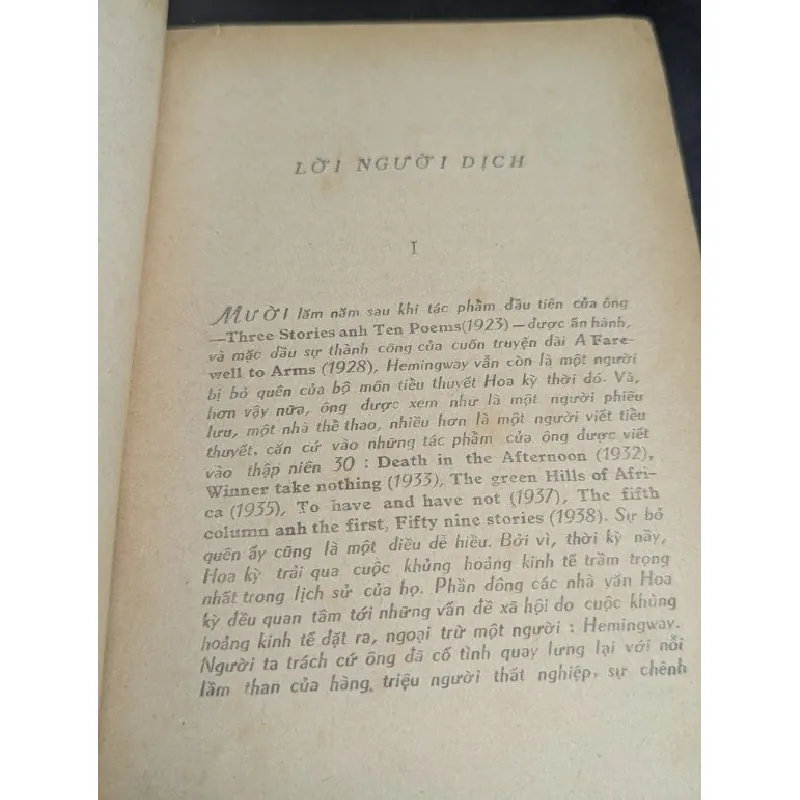 LỜI NGƯỜI DỊCH
I
MƯỜI lăm năm sau khi tác phẩm đầu tiên của ông
—Three Stories anh Ten Poems(1923) —được ấn hành,
và mặc dầu sự thành công của cuốn truyện dài A Fare-
well to Arms (1928), Hemingway vẫn còn là một người
bị bỏ quên của bộ môn tiểu thuyết Hoa kỳ thời đó. Và,
hơn vậy nữa, ông được xem như là một người phiêu
lưu, một nhà thể thao, nhiều hơn là một người viết tiểu
thuyết, căn cứ vào những tác phẩm của ông được viết
vào thập niên 30 : Death in the Afternoon (1932),
Winner take nothing (1933), The green Hills of Afri-
ca (1935), To have and have not (1937), The fifth
column anh the first, Fifty nine stories (1938). Sự bỏ
quên ấy cũng là một điều dễ hiểu. Bởi vì, thời kỳ nầy,
Hoa kỳ trải qua cuộc khủng hoảng kinh tế trầm trọng
nhất trong lịch sử của họ. Phần đông các nhà văn Hoa
kỳ đều quan tâm tới những vấn đề xã hội do cuộc khủng
hoảng kinh tế đặt ra, ngoại trừ một người : Hemingway.
Người ta trách cứ ông đã cố tình quay lưng lại với nỗi
lầm than của hàng, triệu người thất nghiệp, sự chênh